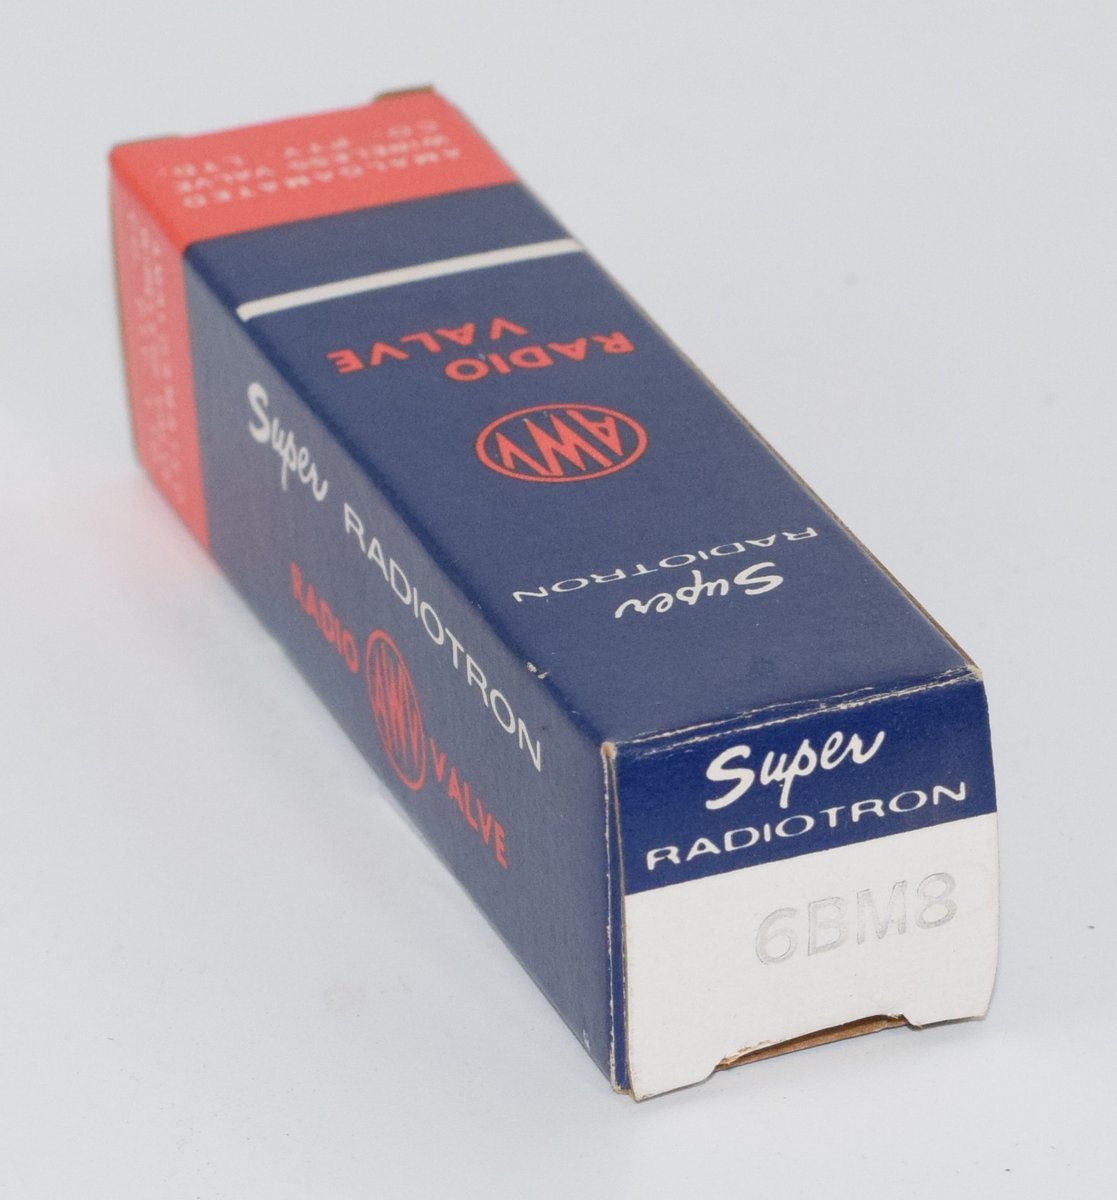 AMALGAMATED
WIRELESS VALVE
CO. PTY. LTD.
RADIO
VALVE
AWV
Super
RADIOTRON
Super RADIOTRON
RADIO AWV VALVE
Super
RADIOTRON
6BM8